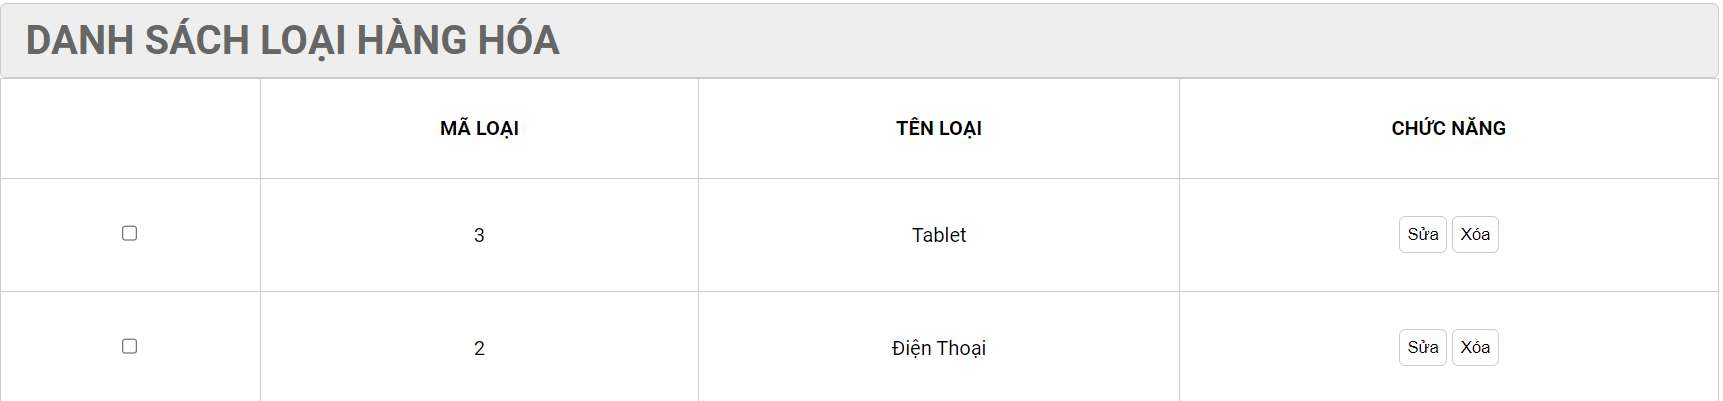 DANH SÁCH LOẠI HÀNG HÓA
MÃ LOẠI TÊN LOẠI CHỨC NĂNG
3 Tablet Sửa Xóa
2 Điện Thoại Sửa Xóa